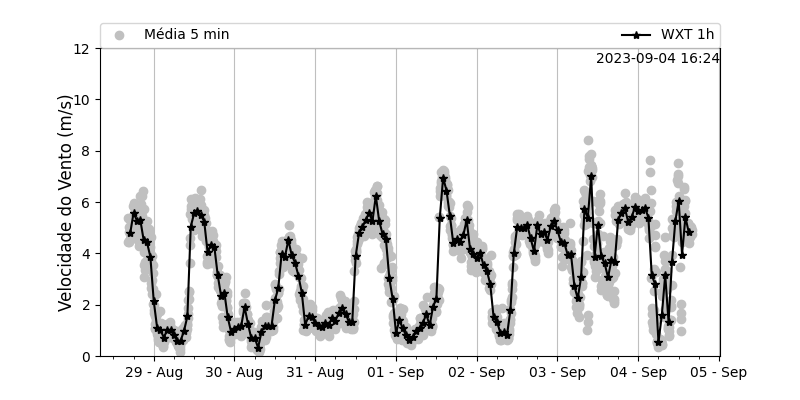 Média 5 min
WXT 1h
2023-09-04 16:24
Velocidade do Vento (m/s)
12
10
8
6
4
2
0
29 - Aug 30 - Aug 31 - Aug 01 - Sep 02 - Sep 03 - Sep 04 - Sep 05 - Sep